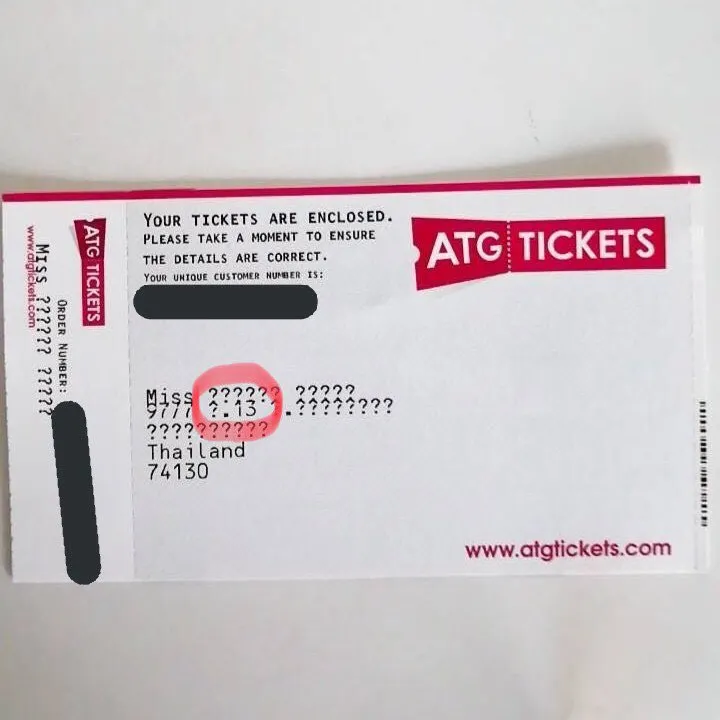 YOUR TICKETS ARE ENCLOSED.
PLEASE TAKE A MOMENT TO ENSURE
THE DETAILS ARE CORRECT.
YOUR UNIQUE CUSTOMER NUMBER IS:
ATG TICKETS
Miss ?????? ?????
9777 ?.13 .????????
??????????
Thailand
74130
www.atgtickets.com
ATG TICKETS
ORDER NUMBER:
MISS ?????? ?????
www.atgtickets.com